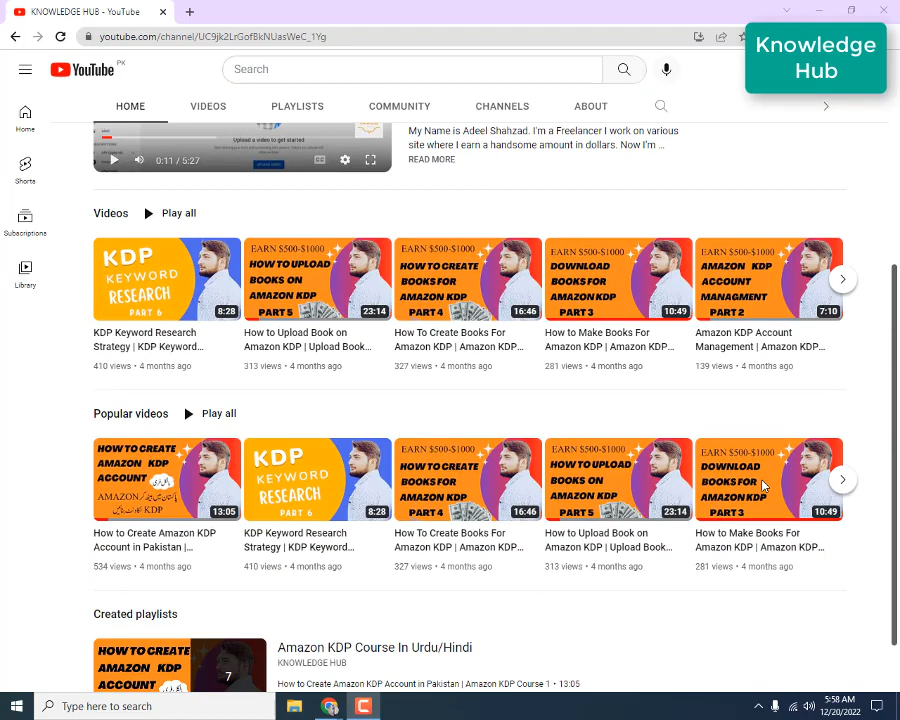 KNOWLEDGE HUB - YouTube
youtube.com/channel/UC9jk2LrGofBkNUasWeC_1Yg
Knowledge
Hub
YouTube PK
Search
HOME
VIDEOS
PLAYLISTS
COMMUNITY
CHANNELS
ABOUT
Home
Shorts
Subscriptions
Library
Upload a video to get started
0:11 / 5:27
My Name is Adeel Shahzad. I'm a Freelancer I work on various
site where I earn a handsome amount in dollars. Now I'm ...
READ MORE
Videos
Play all
KDP
KEYWORD
RESEARCH
PART 6
8:28
EARN $500-$1000
HOW TO UPLOAD
BOOKS ON
AMAZON KDP
PART 5
23:14
EARN $500-$1000
HOW TO CREATE
BOOKS FOR
AMAZON KDP
PART 4
16:46
EARN $500-$1000
DOWNLOAD
BOOKS FOR
AMAZON KDP
PART 3
10:49
EARN $500-$1000
AMAZON KDP
ACCOUNT
MANAGMENT
PART 2
7:10
KDP Keyword Research
Strategy | KDP Keyword...
410 views • 4 months ago
How to Upload Book on
Amazon KDP | Upload Book...
313 views • 4 months ago
How To Create Books For
Amazon KDP | Amazon KDP...
327 views • 4 months ago
How to Make Books For
Amazon KDP | Amazon KDP...
281 views • 4 months ago
Amazon KDP Account
Management | Amazon KDP...
139 views • 4 months ago
Popular videos
Play all
HOW TO CREATE
AMAZON KDP
ACCOUNT
AMAZON پاکستان میں بیٹھ کر
KDP اکاونٹ بنائیں
13:05
KDP
KEYWORD
RESEARCH
PART 6
8:28
EARN $500-$1000
HOW TO CREATE
BOOKS FOR
AMAZON KDP
PART 4
16:46
EARN $500-$1000
HOW TO UPLOAD
BOOKS ON
AMAZON KDP
PART 5
23:14
EARN $500-$1000
DOWNLOAD
BOOKS FOR
AMAZON KDP
PART 3
10:49
How to Create Amazon KDP
Account in Pakistan |...
534 views • 4 months ago
KDP Keyword Research
Strategy | KDP Keyword...
410 views • 4 months ago
How To Create Books For
Amazon KDP | Amazon KDP...
327 views • 4 months ago
How to Upload Book on
Amazon KDP | Upload Book...
313 views • 4 months ago
How to Make Books For
Amazon KDP | Amazon KDP...
281 views • 4 months ago
Created playlists
HOW TO CREATE
AMAZON KDP
ACCOUNT
7
Amazon KDP Course In Urdu/Hindi
KNOWLEDGE HUB
How to Create Amazon KDP Account in Pakistan | Amazon KDP Course 1 • 13:05
Type here to search
5:58 AM
12/20/2022